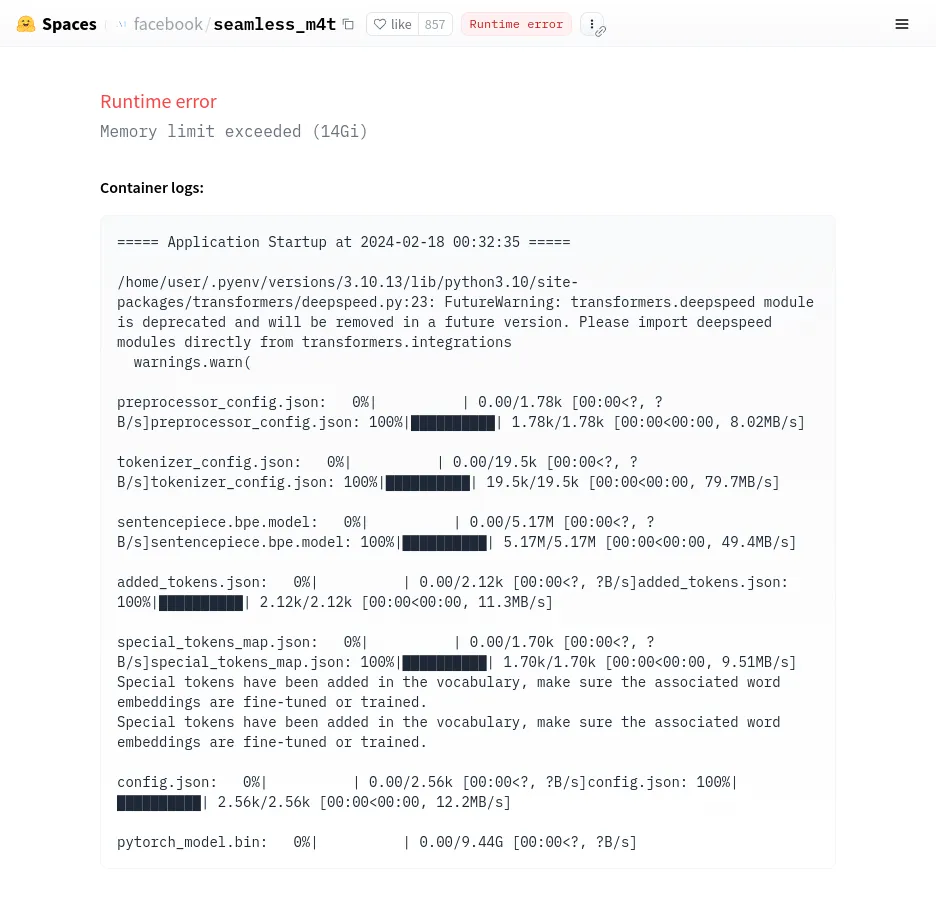 Spaces facebook/seamless_m4t like 857 Runtime error
Runtime error
Memory limit exceeded (14Gi)
Container logs:
===== Application Startup at 2024-02-18 00:32:35 =====
/home/user/.pyenv/versions/3.10.13/lib/python3.10/site-
packages/transformers/deepspeed.py:23: FutureWarning: transformers.deepspeed module
is deprecated and will be removed in a future version. Please import deepspeed
modules directly from transformers.integrations
  warnings.warn(
preprocessor_config.json:   0%|          | 0.00/1.78k [00:00<?, ?
B/s]preprocessor_config.json: 100%|██████████| 1.78k/1.78k [00:00<00:00, 8.02MB/s]
tokenizer_config.json:   0%|          | 0.00/19.5k [00:00<?, ?
B/s]tokenizer_config.json: 100%|██████████| 19.5k/19.5k [00:00<00:00, 79.7MB/s]
sentencepiece.bpe.model:   0%|          | 0.00/5.17M [00:00<?, ?
B/s]sentencepiece.bpe.model: 100%|██████████| 5.17M/5.17M [00:00<00:00, 49.4MB/s]
added_tokens.json:   0%|          | 0.00/2.12k [00:00<?, ?B/s]added_tokens.json:
100%|██████████| 2.12k/2.12k [00:00<00:00, 11.3MB/s]
special_tokens_map.json:   0%|          | 0.00/1.70k [00:00<?, ?
B/s]special_tokens_map.json: 100%|██████████| 1.70k/1.70k [00:00<00:00, 9.51MB/s]
Special tokens have been added in the vocabulary, make sure the associated word
embeddings are fine-tuned or trained.
Special tokens have been added in the vocabulary, make sure the associated word
embeddings are fine-tuned or trained.
config.json:   0%|          | 0.00/2.56k [00:00<?, ?B/s]config.json: 100%|
██████████| 2.56k/2.56k [00:00<00:00, 12.2MB/s]
pytorch_model.bin:   0%|          | 0.00/9.44G [00:00<?, ?B/s]